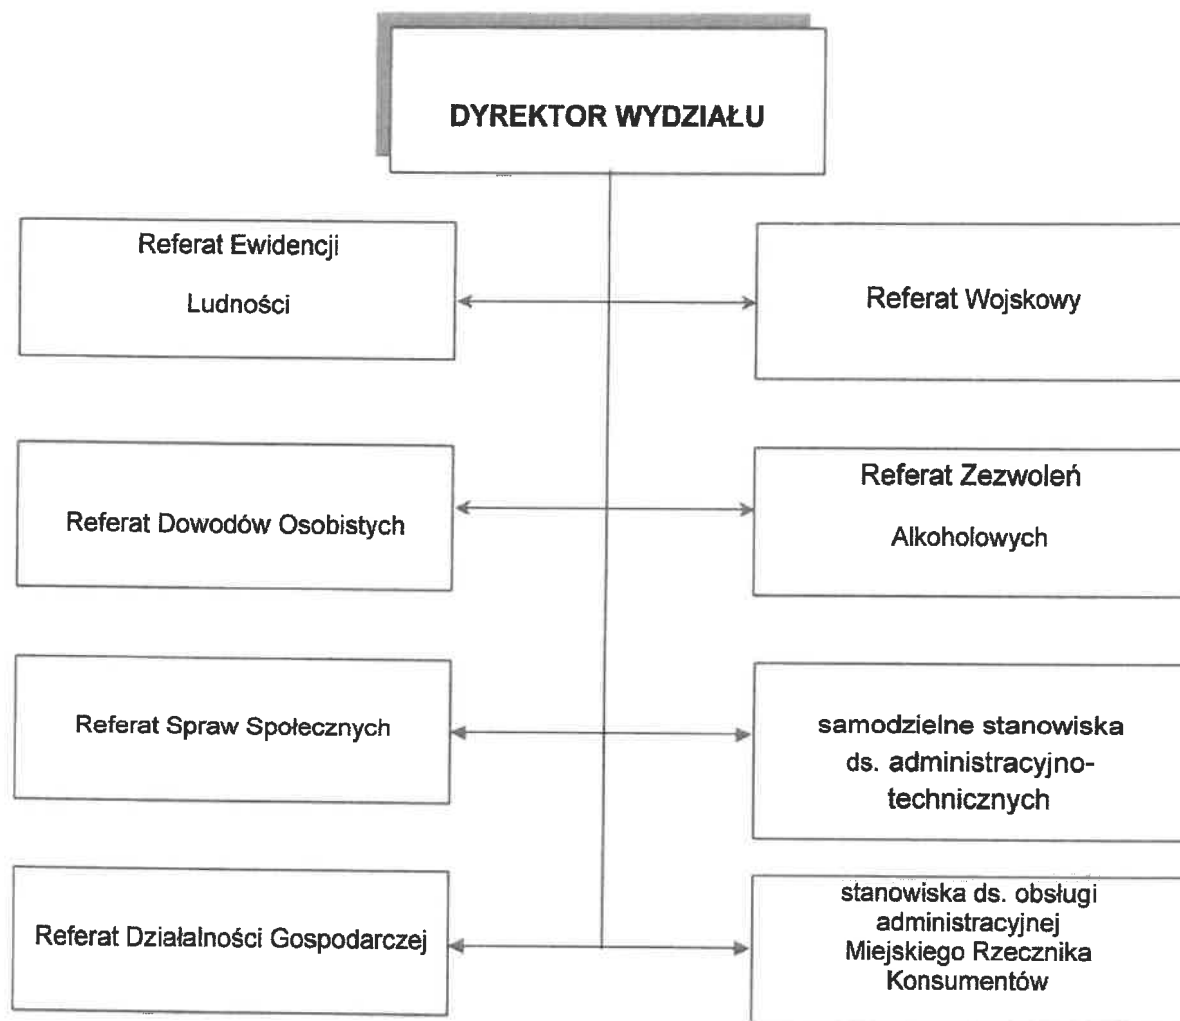 DYREKTOR WYDZIAŁU
Referat Ewidencji
Ludności
Referat Wojskowy
Referat Dowodów Osobistych
Referat Zezwoleń
Alkoholowych
Referat Spraw Społecznych
samodzielne stanowiska
ds. administracyjno-
technicznych
Referat Działalności Gospodarczej
stanowiska ds. obsługi
administracyjnej
Miejskiego Rzecznika
Konsumentów